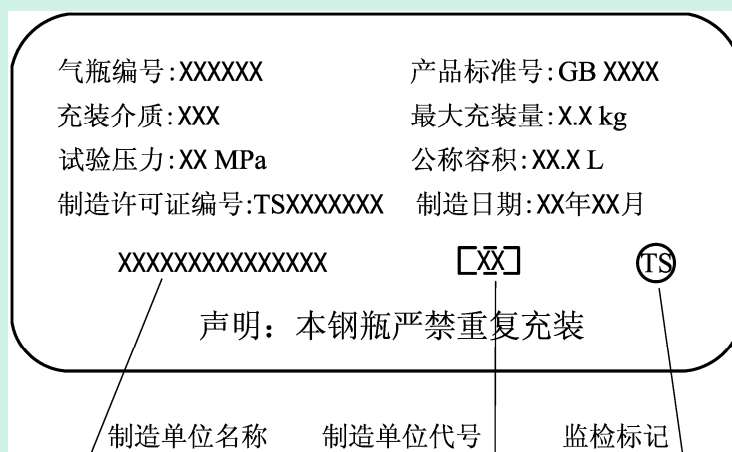 气瓶编号:XXXXXX 产品标准号:GB XXXX
充装介质:XXX 最大充装量:X.X kg
试验压力:XX MPa 公称容积:XX.X L
制造许可证编号:TSXXXXXXX 制造日期:XX年XX月
XXXXXXXXXXXXXXX [XX] TS
声明：本钢瓶严禁重复充装
制造单位名称 制造单位代号 监检标记